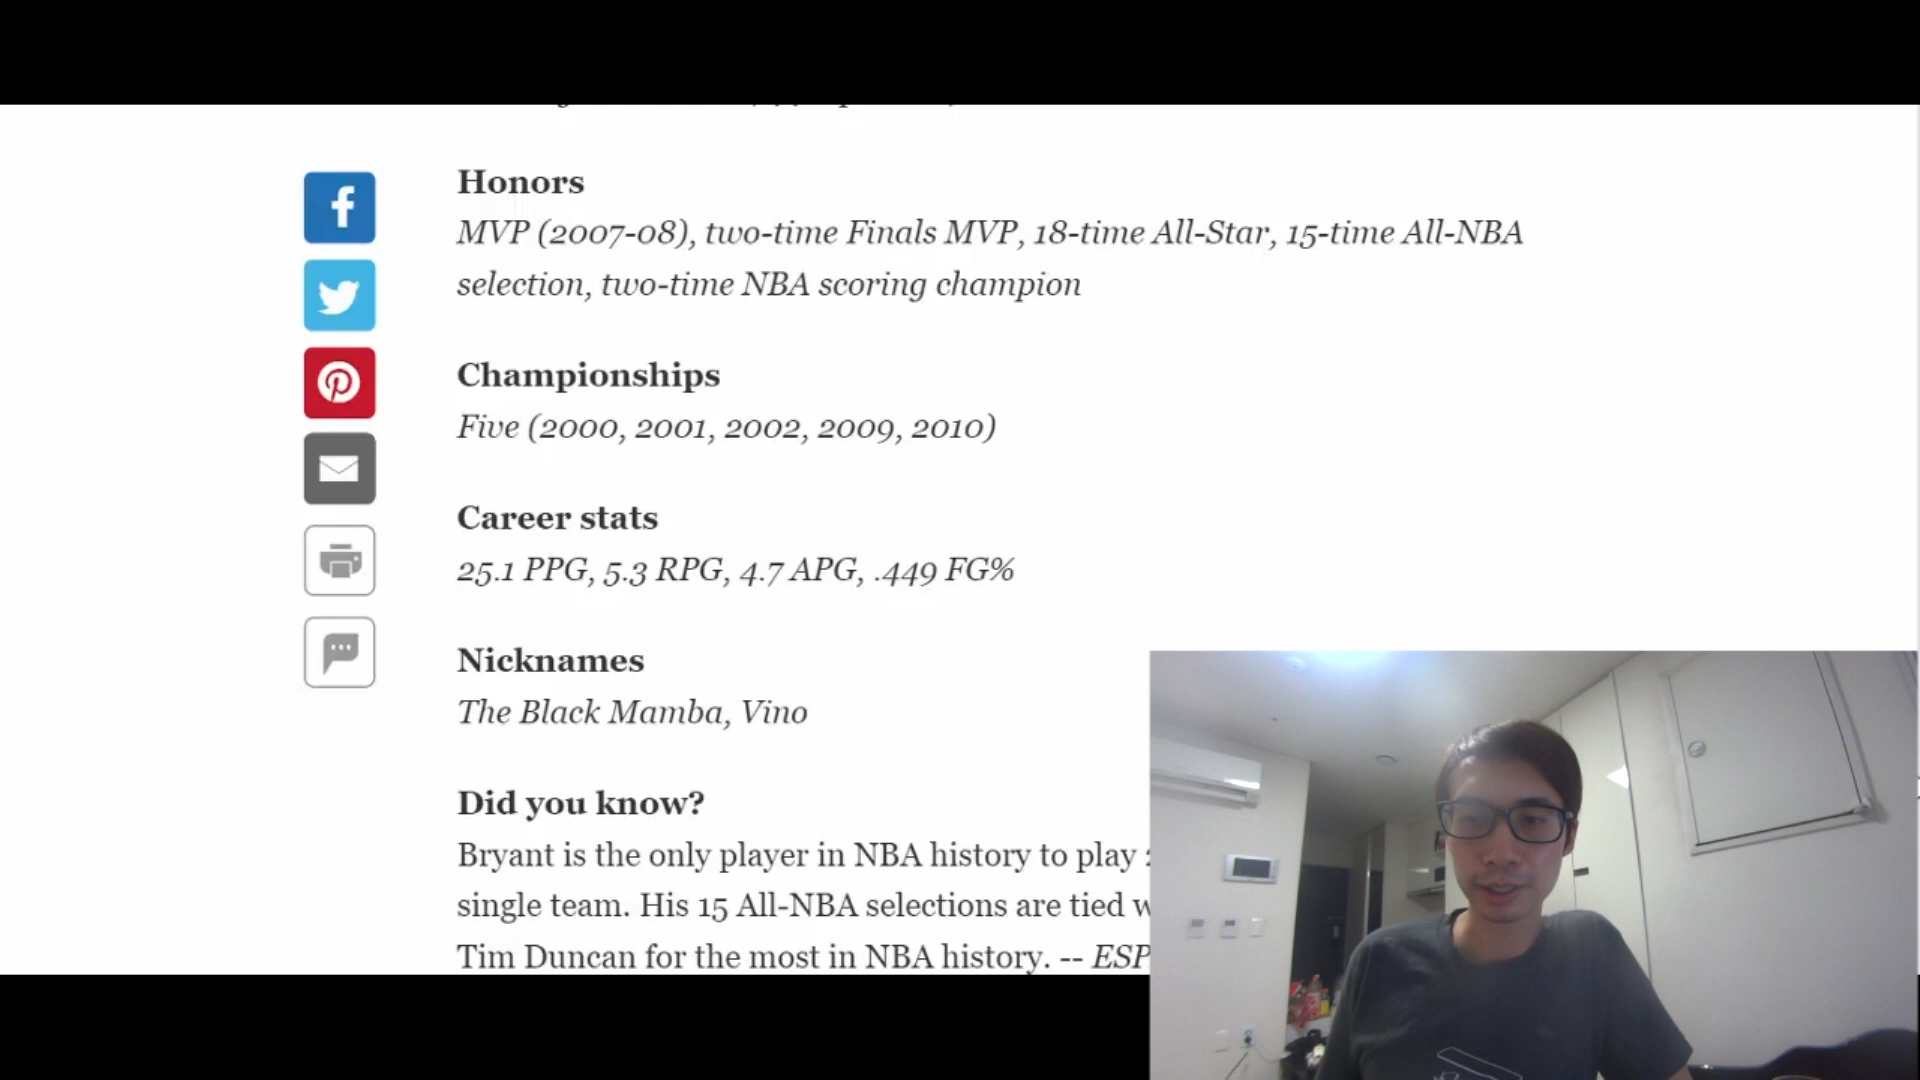 Honors
MVP (2007-08), two-time Finals MVP, 18-time All-Star, 15-time All-NBA
selection, two-time NBA scoring champion
Championships
Five (2000, 2001, 2002, 2009, 2010)
Career stats
25.1 PPG, 5.3 RPG, 4.7 APG, .449 FG%
Nicknames
The Black Mamba, Vino
Did you know?
Bryant is the only player in NBA history to play
single team. His 15 All-NBA selections are tied
Tim Duncan for the most in NBA history. -- ESP